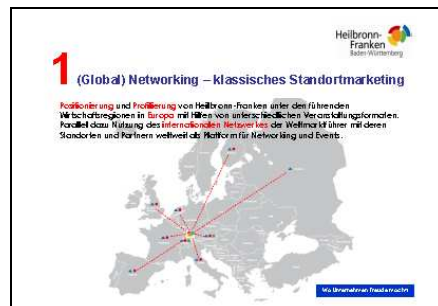 Heilbronn-
Franken
Baden-Württemberg
1 (Global) Networking – klassisches Standortmarketing
Positionierung und Profilierung von Heilbronn-Franken unter den führenden
Wirtschaftsregionen in Europa mit Hilfen von unterschiedlichen Veranstaltungsformaten.
Parallel dazu Nutzung des internationalen Netzwerkes der Weltmarktführer mit deren
Standorten und Partnern weltweit als Plattform für Networking und Events.
Wo Unternehmen Freude macht